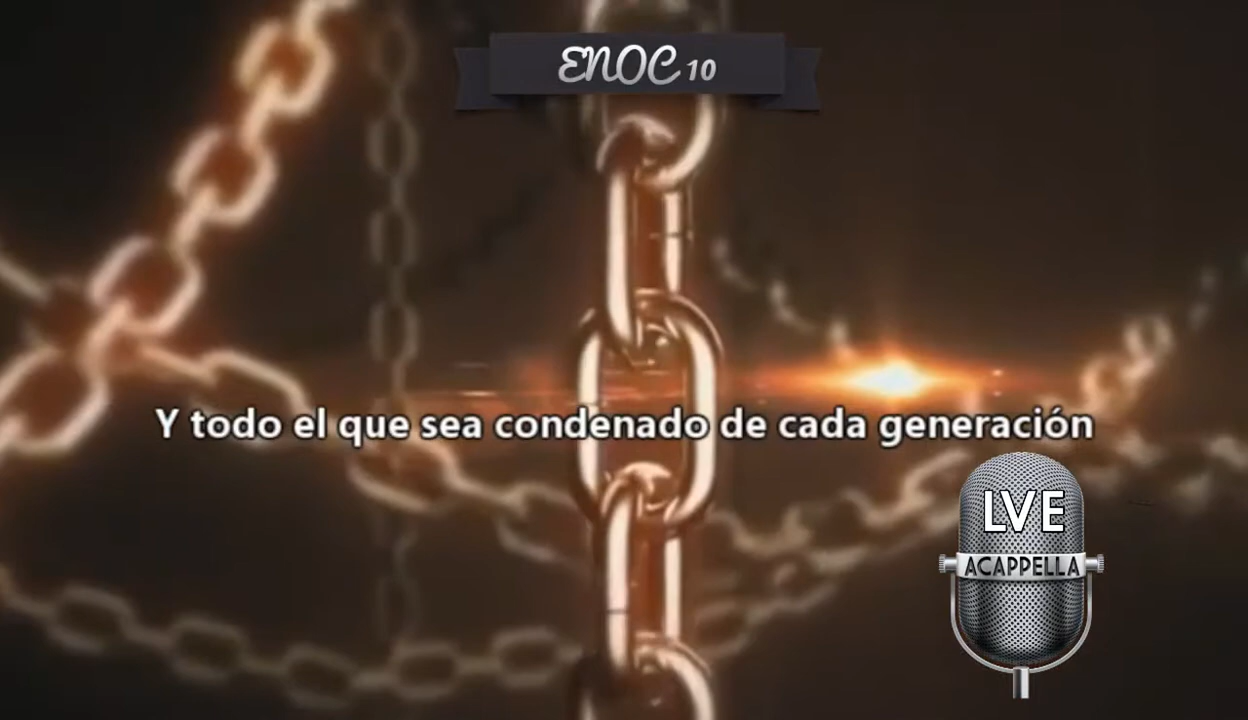 ENOC 10
Y todo el que sea condenado de cada generación
LVE
ACAPPELLA